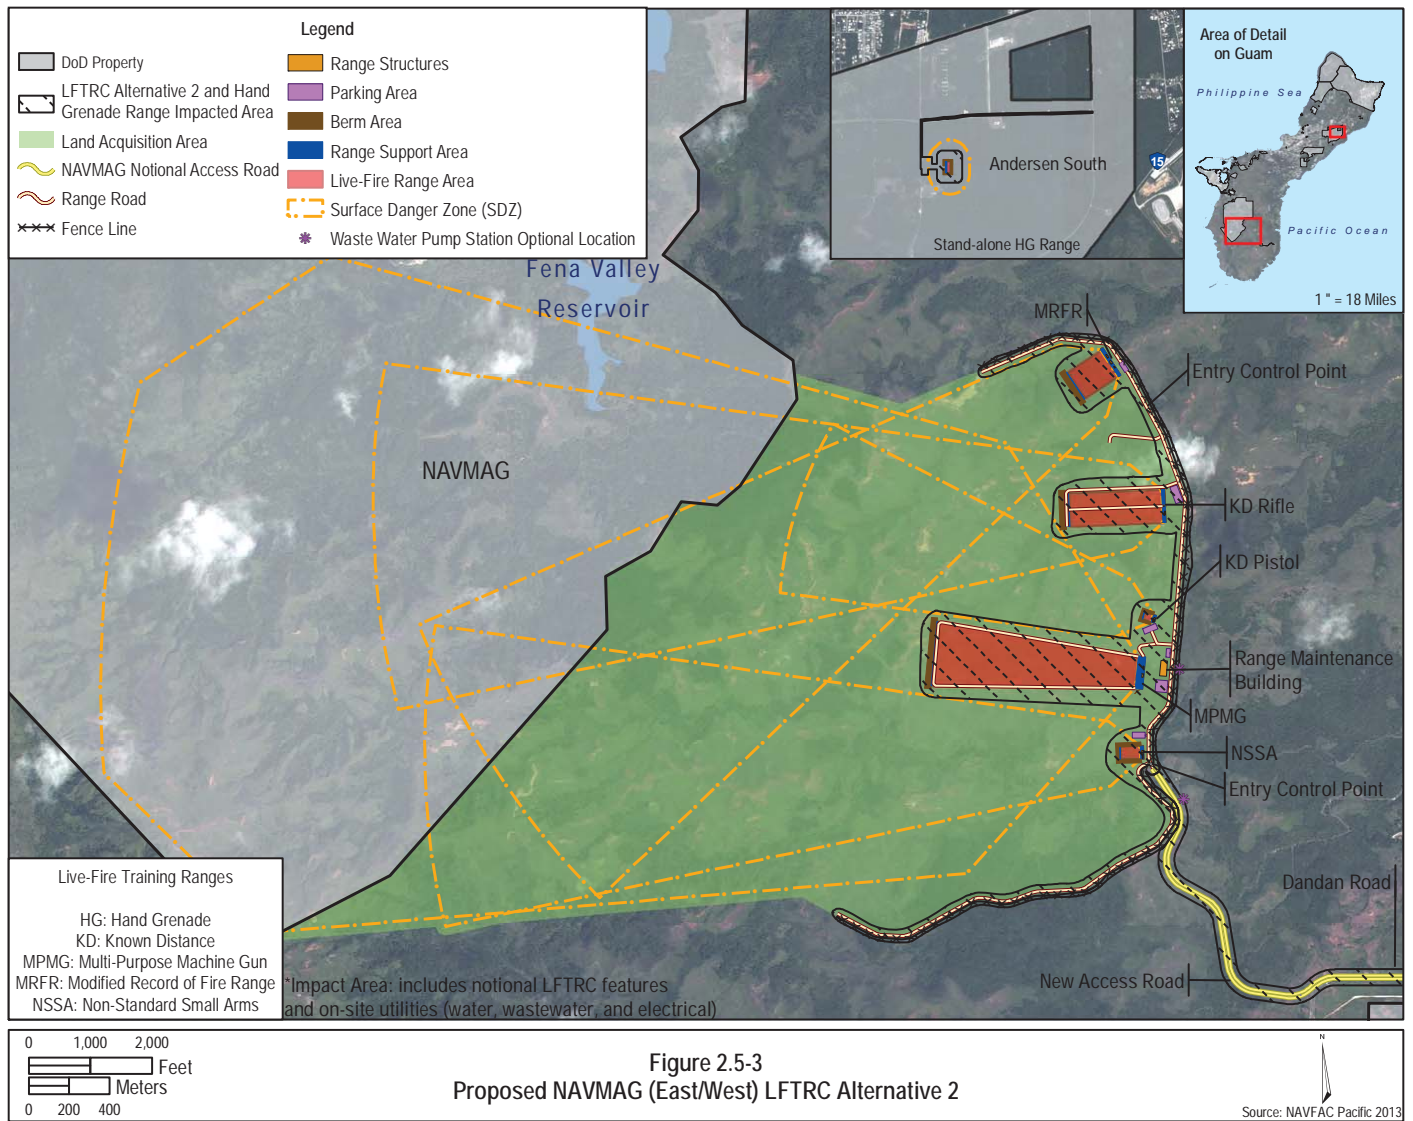 Legend
DoD Property
LFTRC Alternative 2 and Hand
Grenade Range Impacted Area
Land Acquisition Area
NAVMAG Notional Access Road
Range Road
Fence Line
Range Structures
Parking Area
Berm Area
Range Support Area
Live-Fire Range Area
Surface Danger Zone (SDZ)
Waste Water Pump Station Optional Location
Andersen South
15
Stand-alone HG Range
Area of Detail
on Guam
Philippine Sea
Pacific Ocean
1 " = 18 Miles
Fena Valley
Reservoir
NAVMAG
MRFR
Entry Control Point
KD Rifle
KD Pistol
Range Maintenance
Building
MPMG
NSSA
Entry Control Point
Dandan Road
New Access Road
Live-Fire Training Ranges
HG: Hand Grenade
KD: Known Distance
MPMG: Multi-Purpose Machine Gun
MRFR: Modified Record of Fire Range
NSSA: Non-Standard Small Arms
*Impact Area: includes notional LFTRC features
and on-site utilities (water, wastewater, and electrical)
0 1,000 2,000
Feet
Meters
0 200 400
Figure 2.5-3
Proposed NAVMAG (East/West) LFTRC Alternative 2
N
Source: NAVFAC Pacific 2013